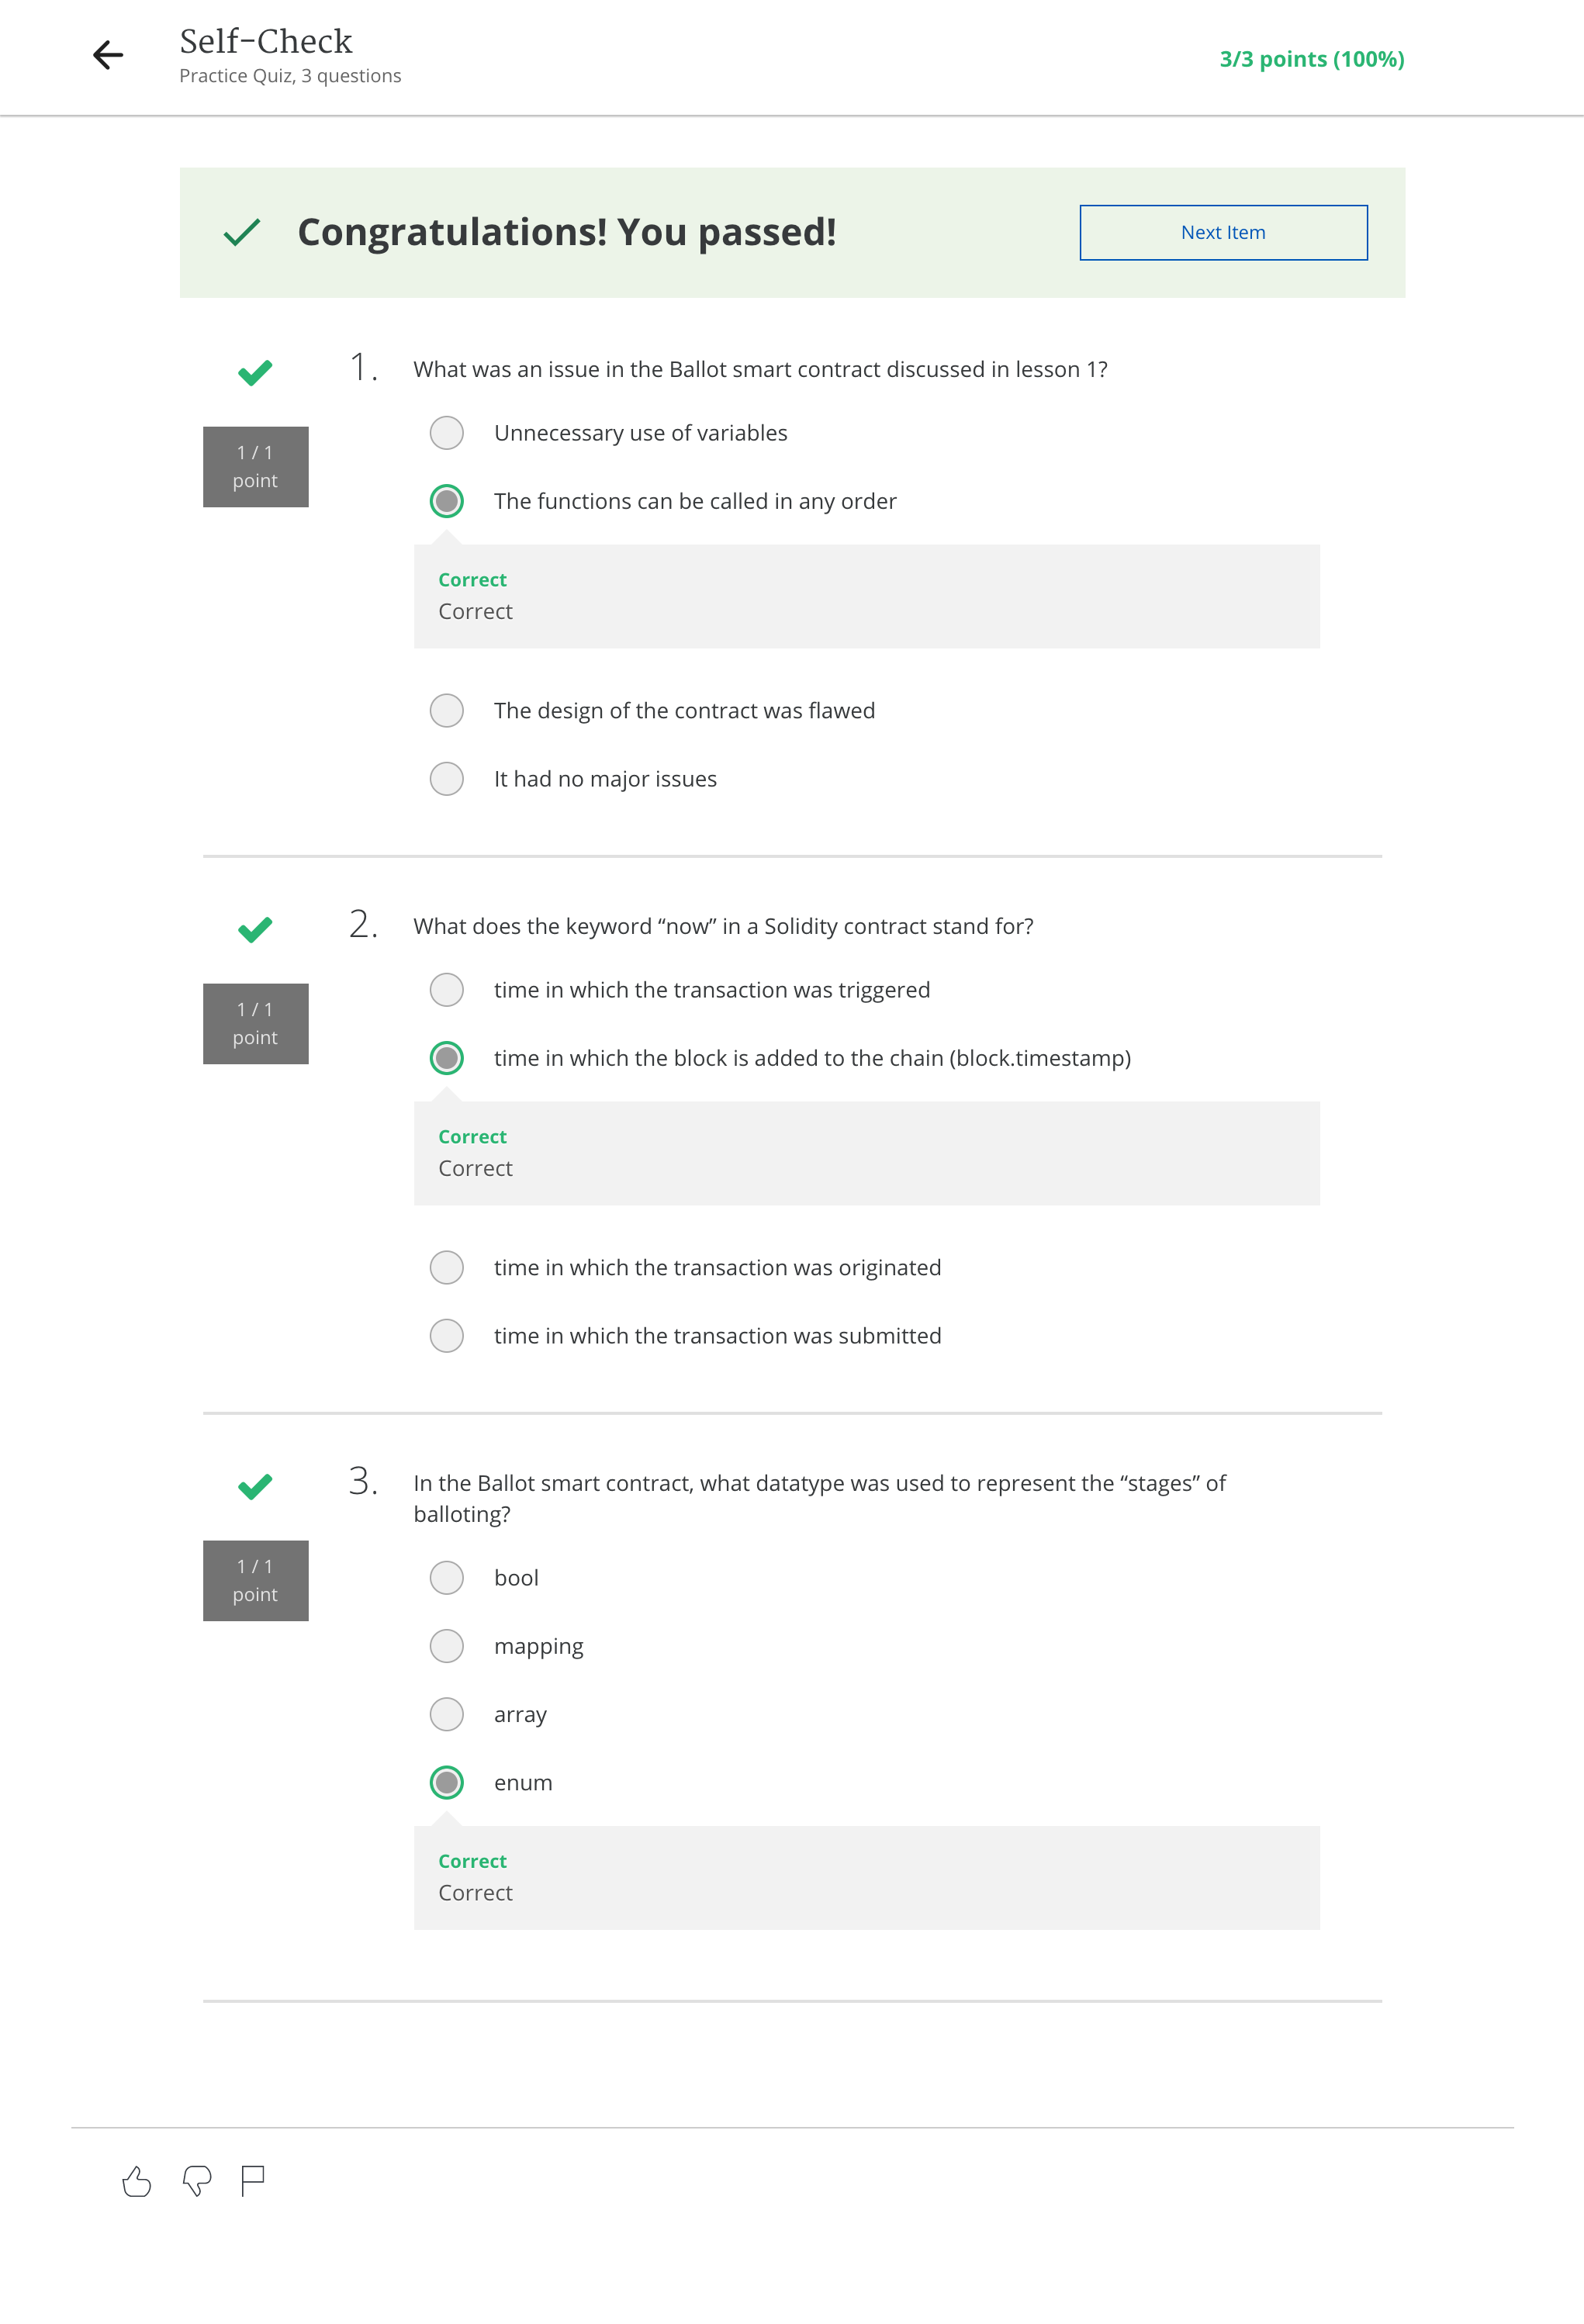 Self-Check
Practice Quiz, 3 questions
3/3 points (100%)
Congratulations! You passed!
Next Item
1 / 1
point
1.
What was an issue in the Ballot smart contract discussed in lesson 1?
Unnecessary use of variables
The functions can be called in any order
Correct
Correct
The design of the contract was flawed
It had no major issues
1 / 1
point
2.
What does the keyword “now” in a Solidity contract stand for?
time in which the transaction was triggered
time in which the block is added to the chain (block.timestamp)
Correct
Correct
time in which the transaction was originated
time in which the transaction was submitted
1 / 1
point
3.
In the Ballot smart contract, what datatype was used to represent the “stages” of
balloting?
bool
mapping
array
enum
Correct
Correct